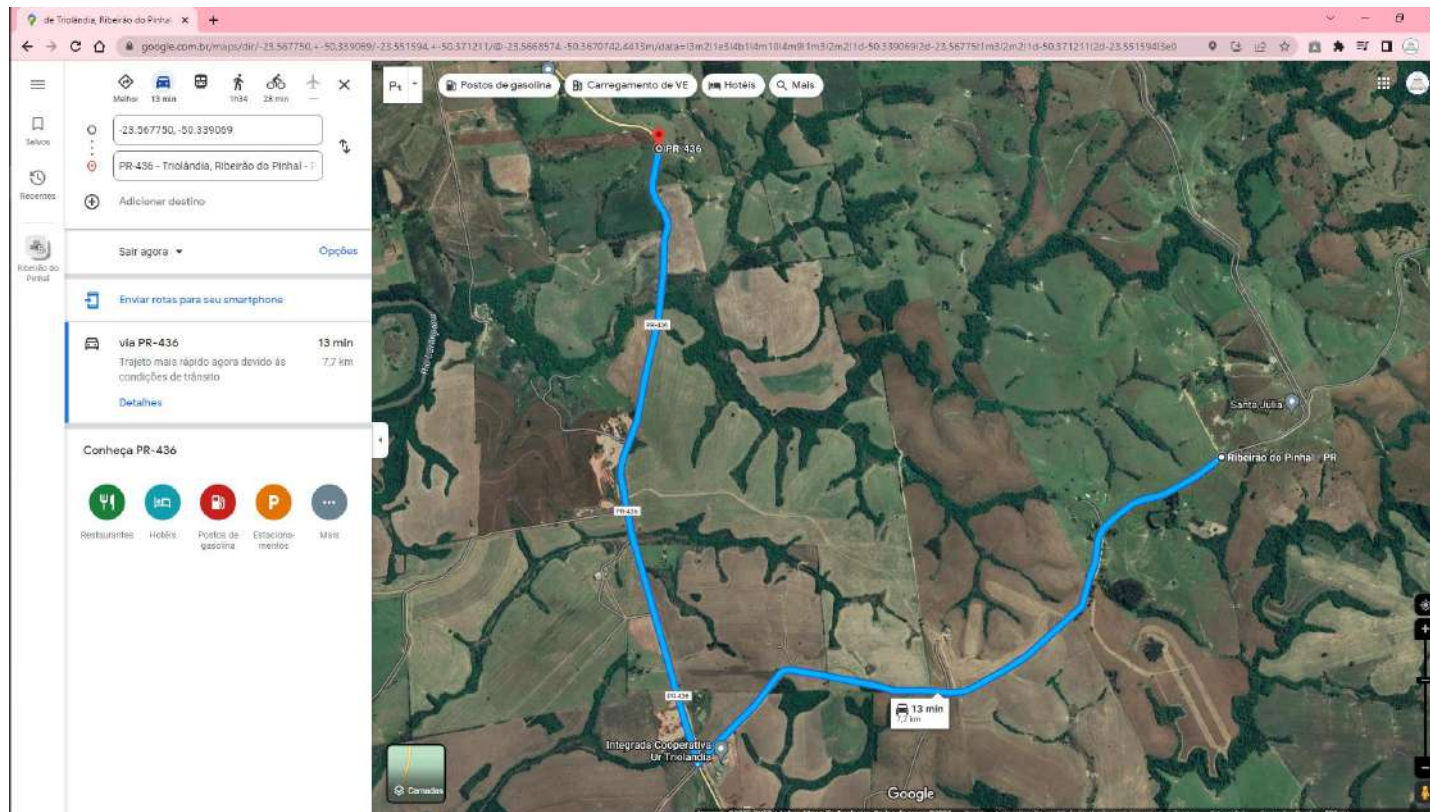 de Triolândia, Ribeirão do Pinhal
google.com.br/maps/dir/-23.567750,+-50.339069/-23.551594,+-50.371211/@-23.5668574,-50.3670742,4413m/data=!3m2!1e3!4b1!4m10!4m9!1m3!2m2!1d-50.339069!2d-23.56775!1m3!2m2!1d-50.371211!2d-23.551594!3e0
Melhor
13 min
1h34
28 min
—
Salvos
Recentes
Ribeirão do
Pinhal
-23.567750, -50.339069
PR-436 - Triolândia, Ribeirão do Pinhal -
Adicionar destino
Sair agora
Opções
Enviar rotas para seu smartphone
via PR-436
13 min
Trajeto mais rápido agora devido às
condições de trânsito
7,7 km
Detalhes
Conheça PR-436
Restaurantes
Hotéis
Postos de
gasolina
Estaciona-
mentos
Mais
Postos de gasolina
Carregamento de VE
Hotéis
Mais
PR-436
PR-436
PR-436
PR-436
Santa Júlia
Ribeirão do Pinhal - PR
13 min
7,7 km
Integrada Cooperativa
Ur Triolandia
Camadas
Google